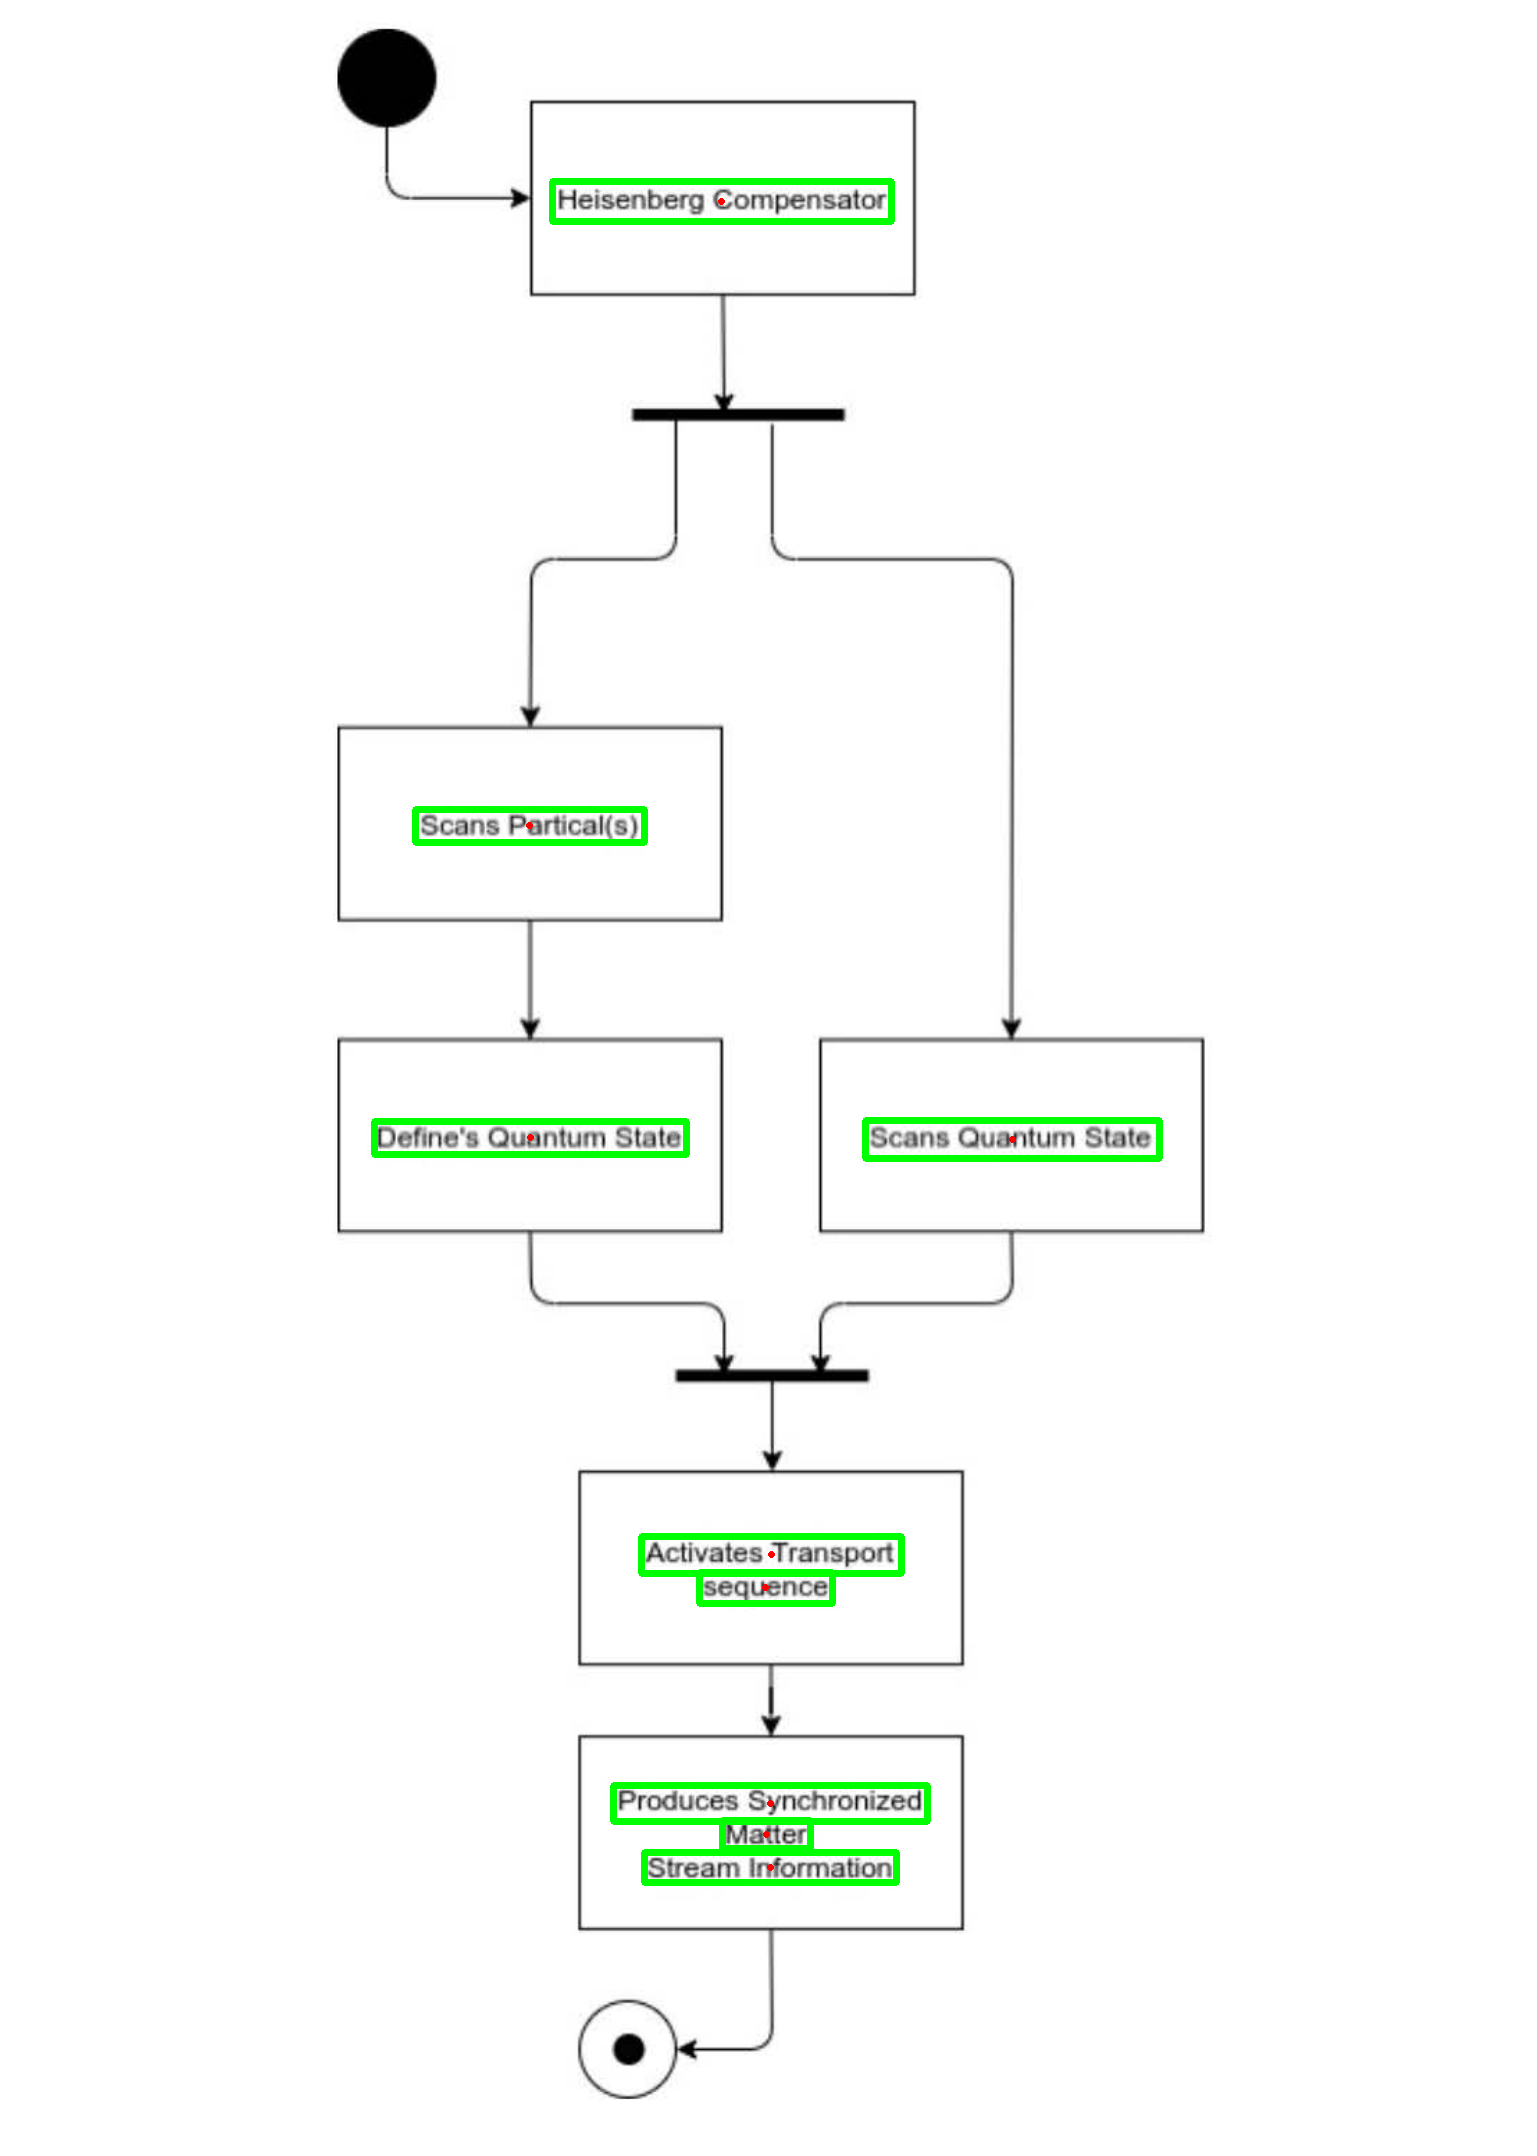 Heisenberg Compensator
Scans Partical(s)
Define's Quantum State
Scans Quantum State
Activates Transport
sequence
Produces Synchronized
Matter
Stream Information